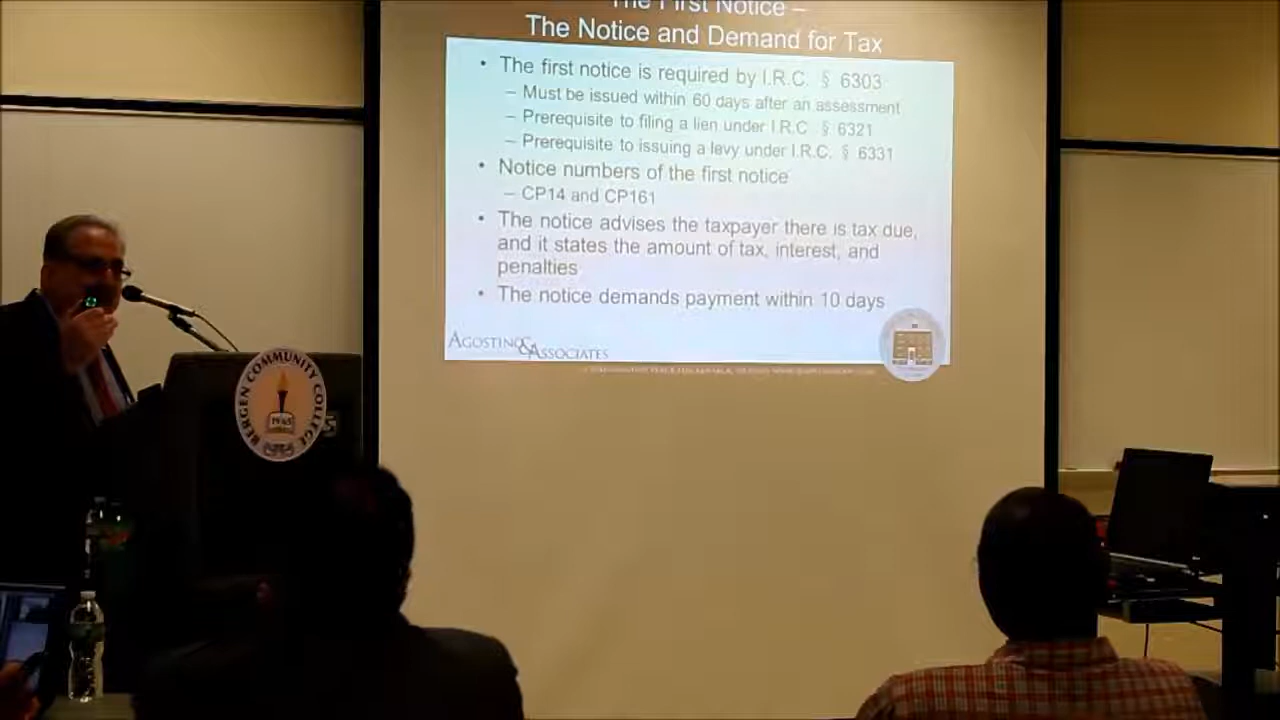 The First Notice –
The Notice and Demand for Tax
• The first notice is required by I.R.C. § 6303
– Must be issued within 60 days after an assessment
– Prerequisite to filing a lien under I.R.C. § 6321
– Prerequisite to issuing a levy under I.R.C. § 6331
• Notice numbers of the first notice
– CP14 and CP161
• The notice advises the taxpayer there is tax due,
and it states the amount of tax, interest, and
penalties
• The notice demands payment within 10 days
AGOSTINO & ASSOCIATES
BERGEN COMMUNITY COLLEGE
1965